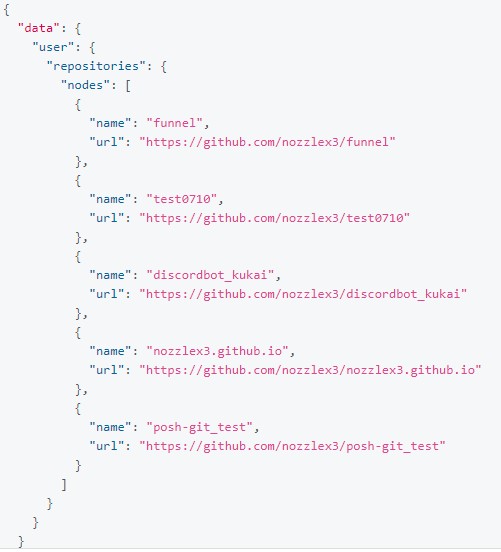 {
  "data": {
    "user": {
      "repositories": {
        "nodes": [
          {
            "name": "funnel",
            "url": "https://github.com/nozzlex3/funnel"
          },
          {
            "name": "test0710",
            "url": "https://github.com/nozzlex3/test0710"
          },
          {
            "name": "discordbot_kukai",
            "url": "https://github.com/nozzlex3/discordbot_kukai"
          },
          {
            "name": "nozzlex3.github.io",
            "url": "https://github.com/nozzlex3/nozzlex3.github.io"
          },
          {
            "name": "posh-git_test",
            "url": "https://github.com/nozzlex3/posh-git_test"
          }
        ]
      }
    }
  }